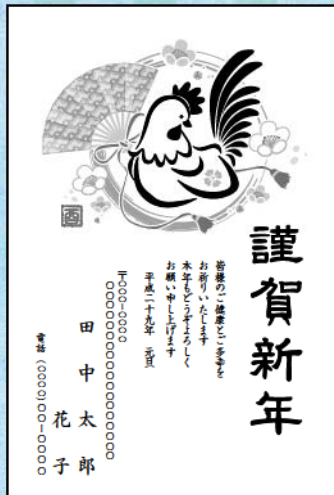 謹賀新年
皆様のご健康とご多幸を
お祈りいたします
本年もどうぞよろしく
お願い申し上げます
平成二十九年 元旦
〒〇〇〇-〇〇〇〇
〇〇〇〇〇〇〇〇〇〇〇〇〇〇〇〇〇〇
田中太郎
花子
電話(〇〇〇〇)〇〇-〇〇〇〇
酉